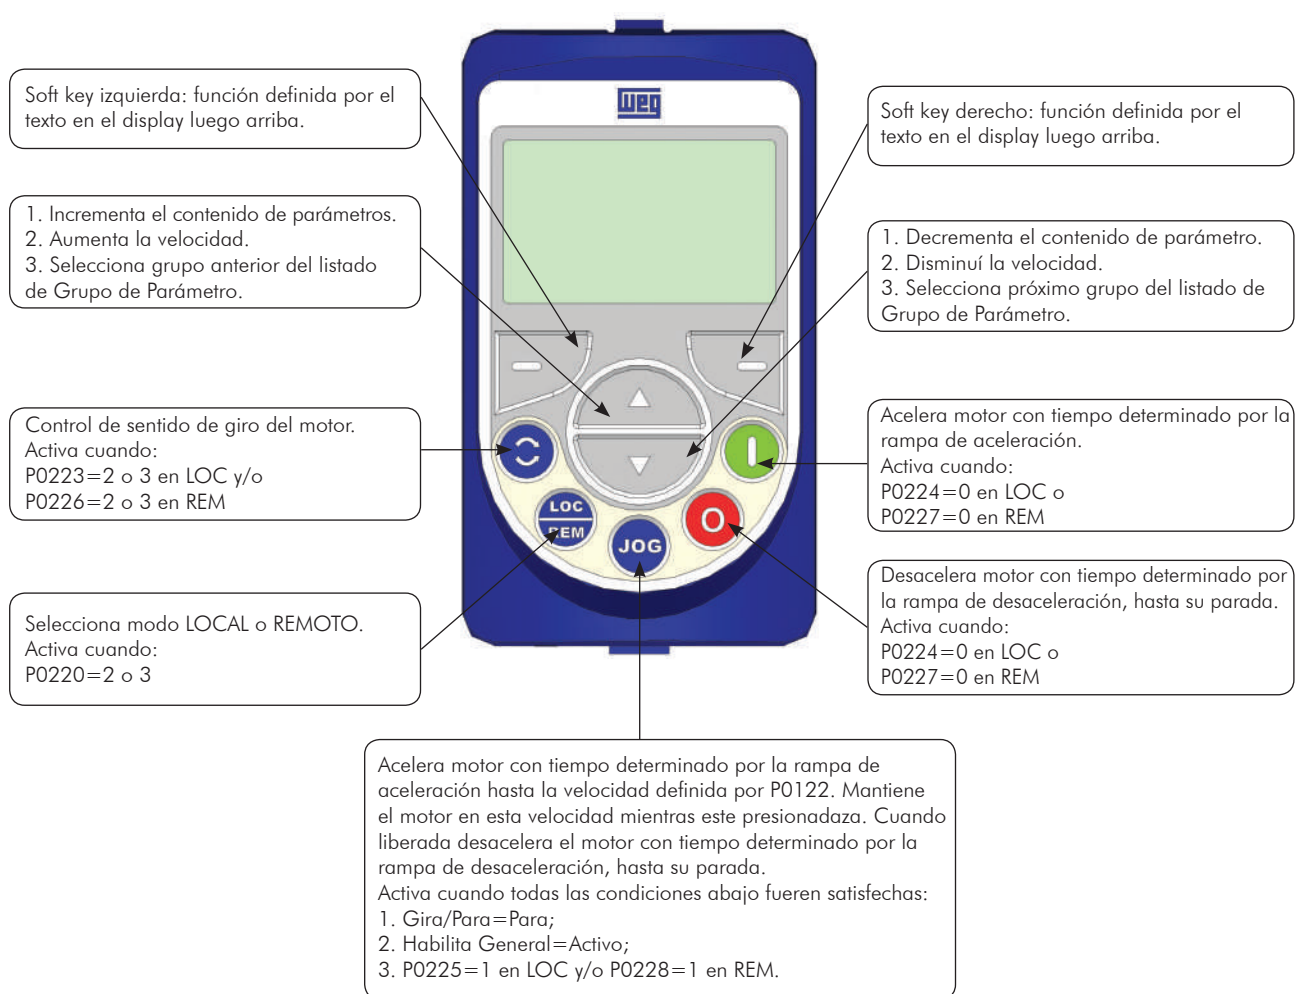 weg
Soft key izquierda: función definida por el
texto en el display luego arriba.
Soft key derecho: función definida por el
texto en el display luego arriba.
1. Incrementa el contenido de parámetros.
2. Aumenta la velocidad.
3. Selecciona grupo anterior del listado
de Grupo de Parámetro.
1. Decrementa el contenido de parámetro.
2. Disminuí la velocidad.
3. Selecciona próximo grupo del listado de
Grupo de Parámetro.
Control de sentido de giro del motor.
Activa cuando:
P0223=2 o 3 en LOC y/o
P0226=2 o 3 en REM
Acelera motor con tiempo determinado por la
rampa de aceleración.
Activa cuando:
P0224=0 en LOC o
P0227=0 en REM
LOC
REM
JOG
Selecciona modo LOCAL o REMOTO.
Activa cuando:
P0220=2 o 3
Desacelera motor con tiempo determinado por
la rampa de desaceleración, hasta su parada.
Activa cuando:
P0224=0 en LOC o
P0227=0 en REM
Acelera motor con tiempo determinado por la rampa de
aceleración hasta la velocidad definida por P0122. Mantiene
el motor en esta velocidad mientras este presionadaza. Cuando
liberada desacelera el motor con tiempo determinado por la
rampa de desaceleración, hasta su parada.
Activa cuando todas las condiciones abajo fueren satisfechas:
1. Gira/Para=Para;
2. Habilita General=Activo;
3. P0225=1 en LOC y/o P0228=1 en REM.